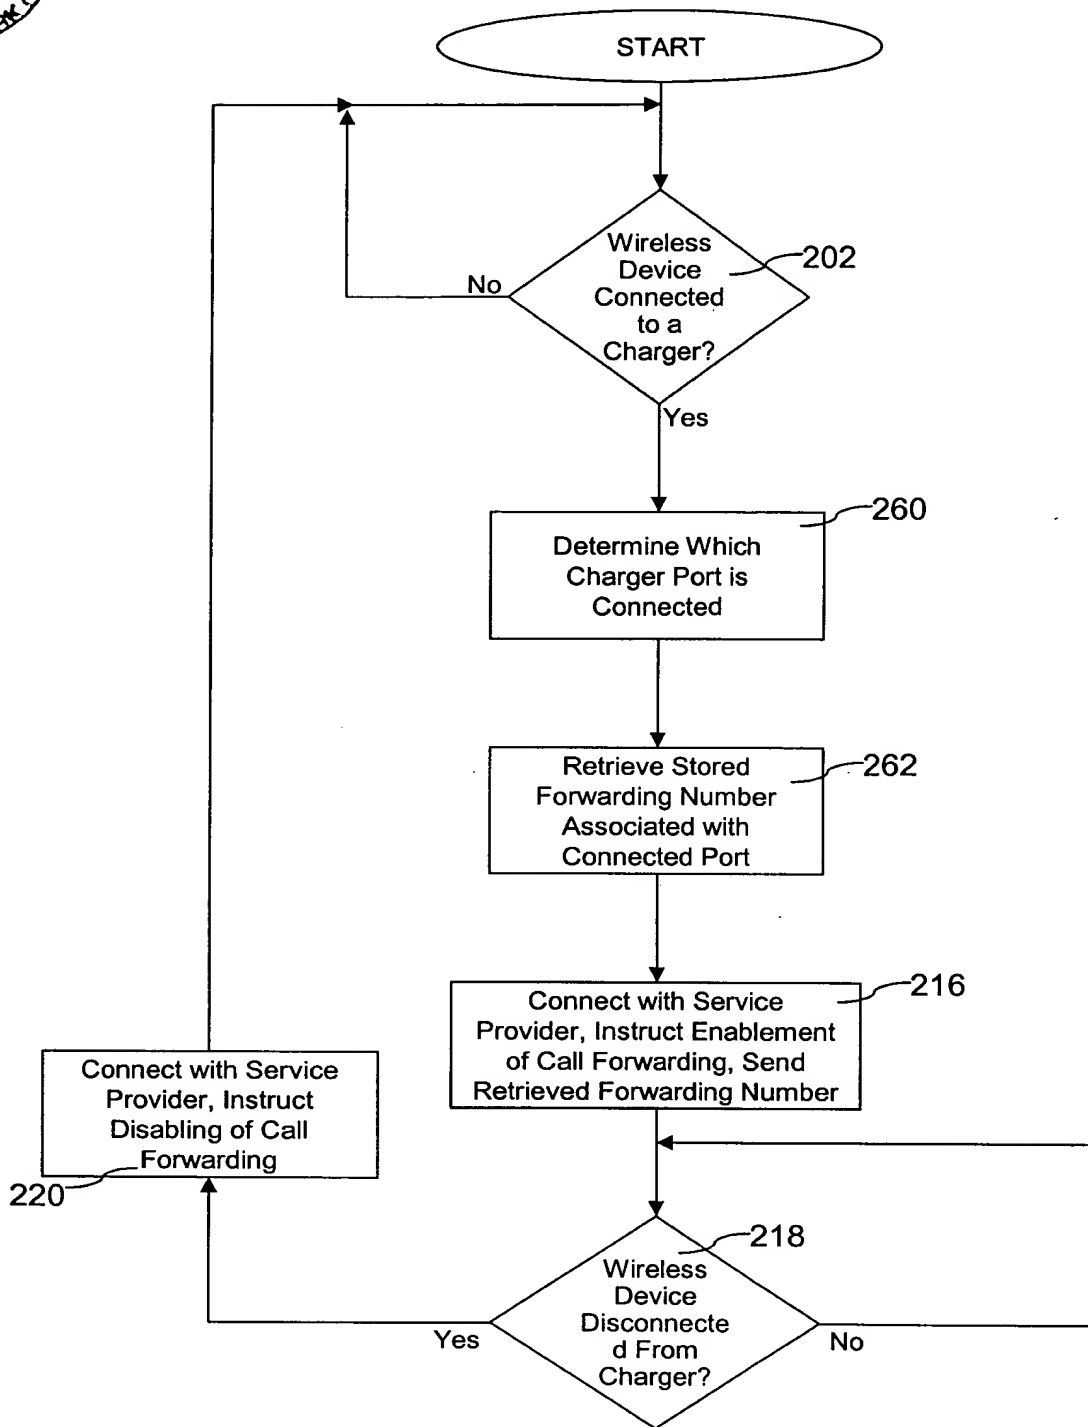 START
Wireless
Device
Connected
to a
Charger?
202
No
Yes
260
Determine Which
Charger Port is
Connected
262
Retrieve Stored
Forwarding Number
Associated with
Connected Port
216
Connect with Service
Provider, Instruct Enablement
of Call Forwarding, Send
Retrieved Forwarding Number
Connect with Service
Provider, Instruct
Disabling of Call
Forwarding
220
218
Wireless
Device
Disconnecte
d From
Charger?
Yes
No